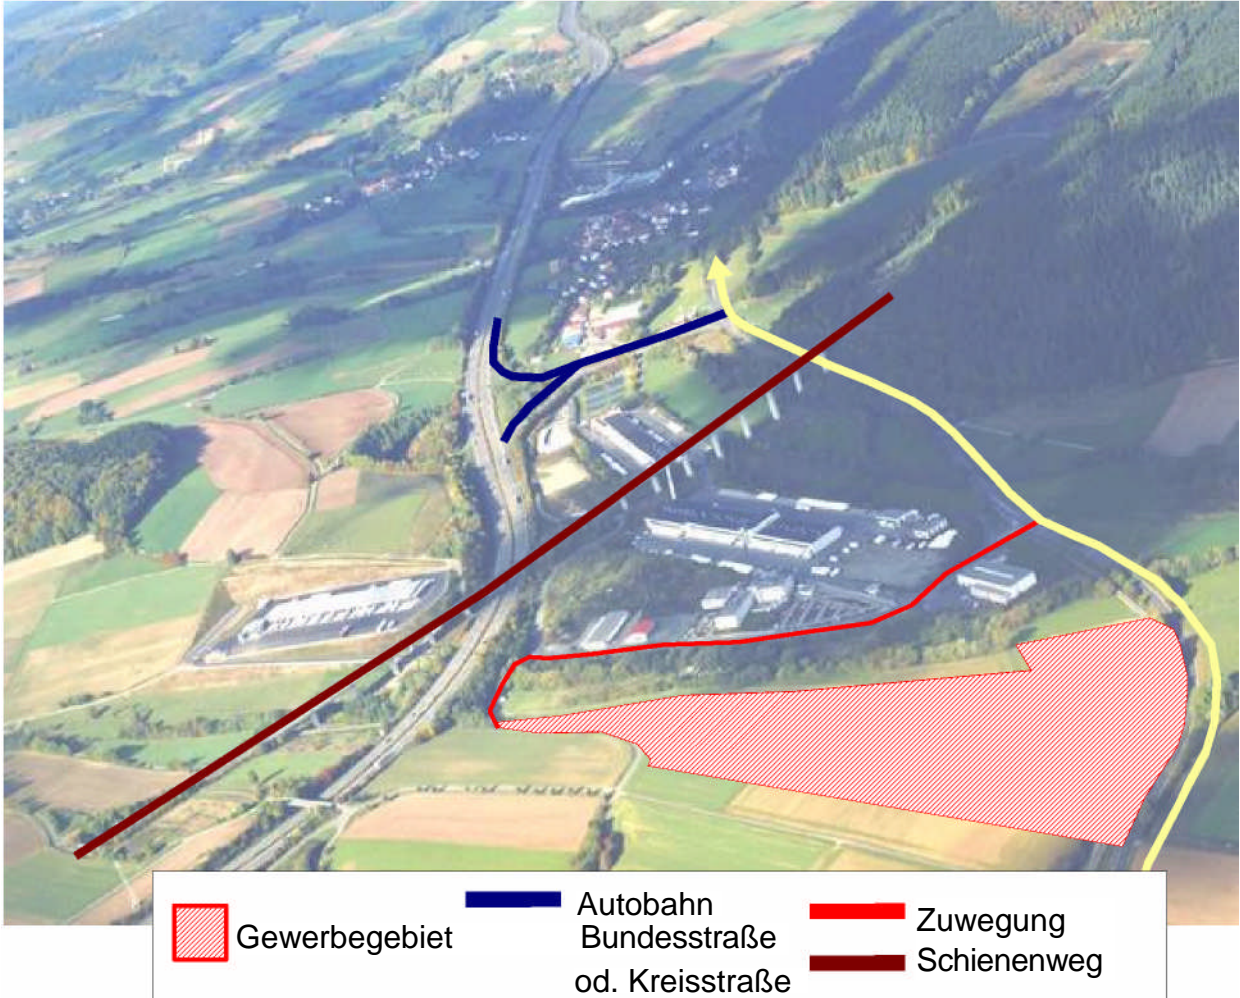 Gewerbegebiet
Autobahn
Bundesstraße
od. Kreisstraße
Zuwegung
Schienenweg